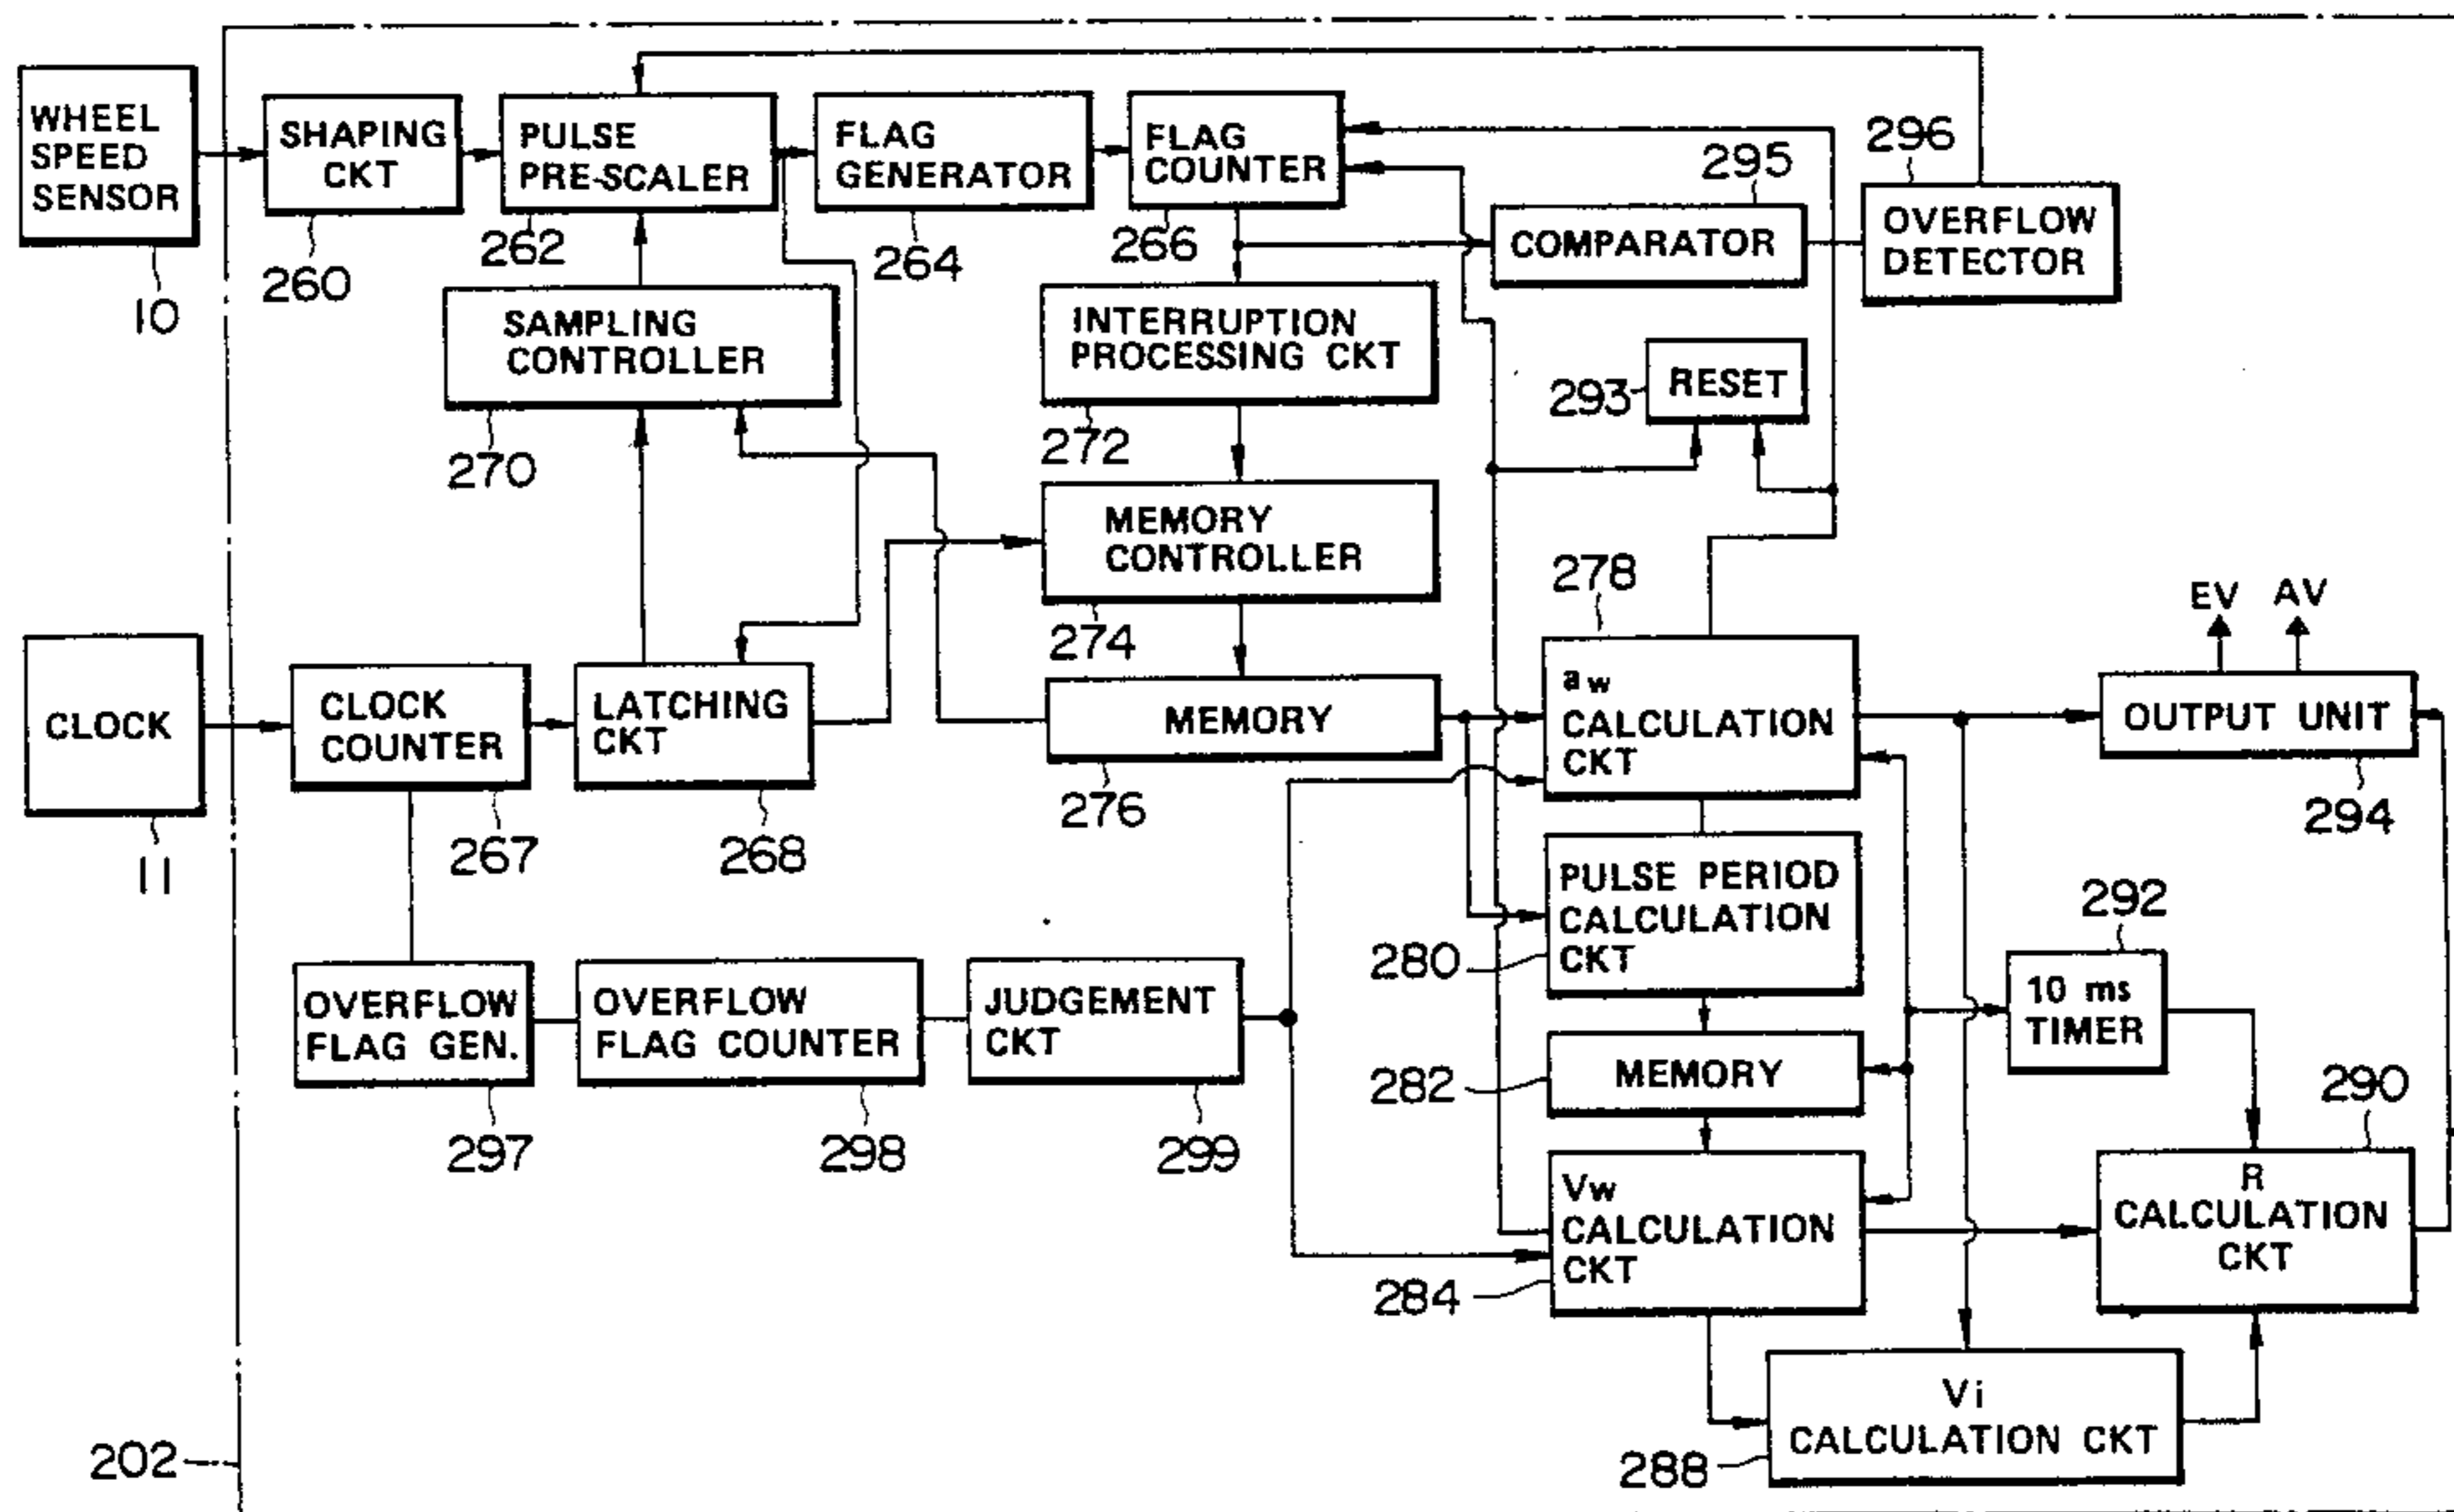 WHEEL
SPEED
SENSOR
10
SHAPING
CKT
260
PULSE
PRE-SCALER
262
FLAG
GENERATOR
264
FLAG
COUNTER
266
COMPARATOR
295
OVERFLOW
DETECTOR
296
SAMPLING
CONTROLLER
270
INTERRUPTION
PROCESSING CKT
272
RESET
293
MEMORY
CONTROLLER
274
CLOCK
11
CLOCK
COUNTER
267
LATCHING
CKT
268
MEMORY
276
278
aw
CALCULATION
CKT
EV AV
OUTPUT UNIT
294
PULSE PERIOD
CALCULATION
CKT
280
292
10 ms
TIMER
OVERFLOW
FLAG GEN.
297
OVERFLOW
FLAG COUNTER
298
JUDGEMENT
CKT
299
MEMORY
282
290
R
CALCULATION
CKT
Vw
CALCULATION
CKT
284
Vi
CALCULATION CKT
288
202